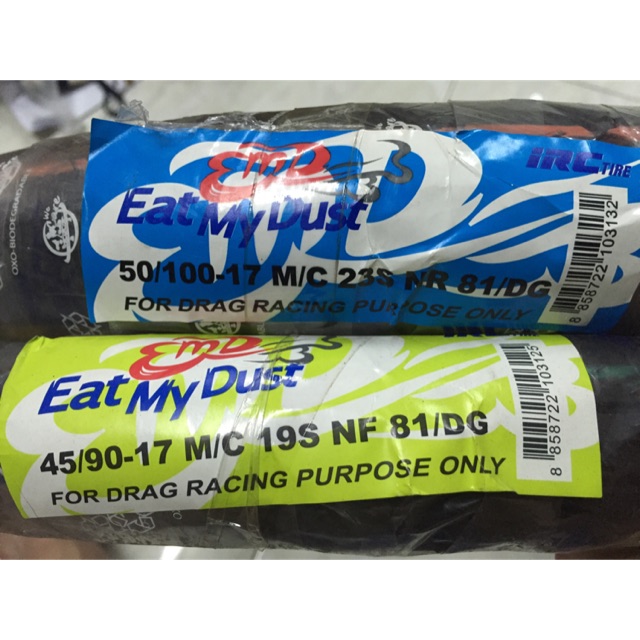 EMD
Eat My Dust
IRC TIRE
50/100-17 M/C 23S NR 81/DG
FOR DRAG RACING PURPOSE ONLY
8 858722 103132
OXO-BIODEGRADABLE
EMD
Eat My Dust
45/90-17 M/C 19S NF 81/DG
FOR DRAG RACING PURPOSE ONLY
8 858722 103125